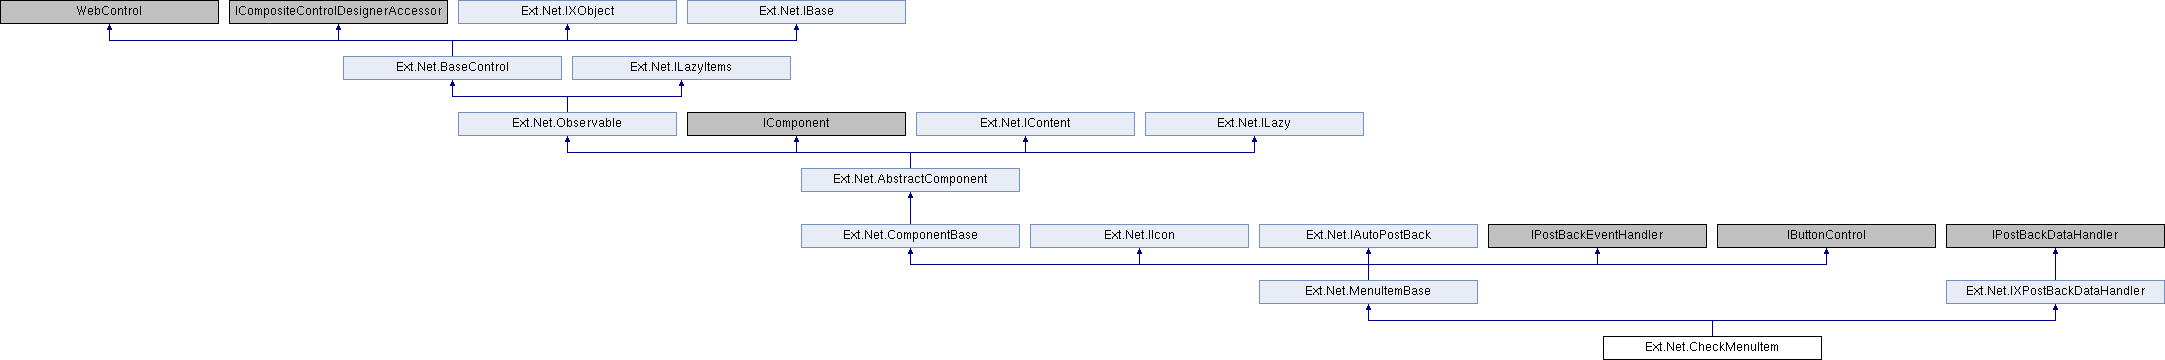 WebControl
ICompositeControlDesignerAccessor
Ext.Net.IXObject
Ext.Net.IBase
Ext.Net.BaseControl
Ext.Net.ILazyItems
Ext.Net.Observable
IComponent
Ext.Net.IContent
Ext.Net.ILazy
Ext.Net.AbstractComponent
Ext.Net.ComponentBase
Ext.Net.IIcon
Ext.Net.IAutoPostBack
IPostBackEventHandler
IButtonControl
IPostBackDataHandler
Ext.Net.MenuItemBase
Ext.Net.IXPostBackDataHandler
Ext.Net.CheckMenuItem